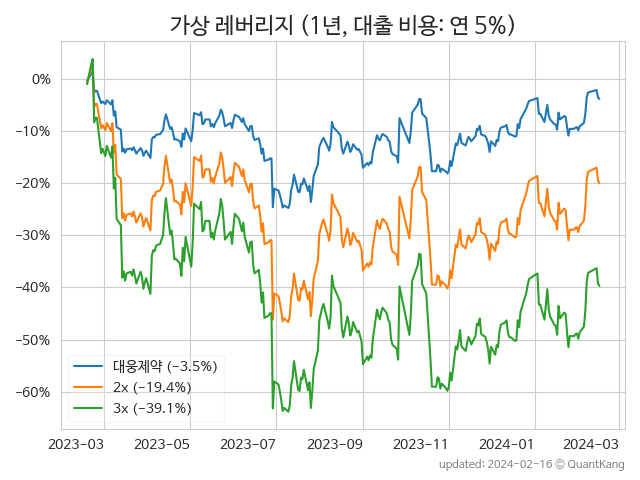 가상 레버리지 (1년, 대출 비용: 연 5%)
0%
−10%
−20%
−30%
−40%
−50%
−60%
대웅제약 (−3.5%)
2x (−19.4%)
3x (−39.1%)
2023-03 2023-05 2023-07 2023-09 2023-11 2024-01 2024-03
updated: 2024-02-16 © QuantKang